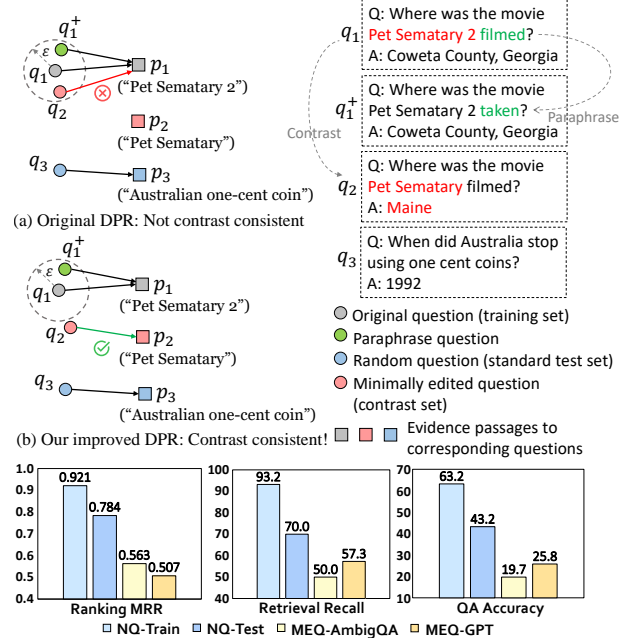 q₁⁺
ε
q₁
q₂
p₁
("Pet Sematary 2")
p₂
("Pet Sematary")
q₃
p₃
("Australian one-cent coin")
(a) Original DPR: Not contrast consistent
q₁⁺
ε
q₁
p₁
("Pet Sematary 2")
q₂
p₂
("Pet Sematary")
q₃
p₃
("Australian one-cent coin")
(b) Our improved DPR: Contrast consistent!
q₁
Q: Where was the movie
Pet Sematary 2 filmed?
A: Coweta County, Georgia
q₁⁺
Q: Where was the movie
Pet Sematary 2 taken?
A: Coweta County, Georgia
Contrast
Paraphrase
q₂
Q: Where was the movie
Pet Sematary filmed?
A: Maine
q₃
Q: When did Australia stop
using one cent coins?
A: 1992
Original question (training set)
Paraphrase question
Random question (standard test set)
Minimally edited question
(contrast set)
Evidence passages to
corresponding questions
1.0
0.9
0.8
0.7
0.6
0.5
0.4
0.921
0.784
0.563
0.507
Ranking MRR
100
90
80
70
60
50
40
93.2
70.0
50.0
57.3
Retrieval Recall
70
60
50
40
30
20
10
63.2
43.2
19.7
25.8
QA Accuracy
NQ-Train NQ-Test MEQ-AmbigQA MEQ-GPT